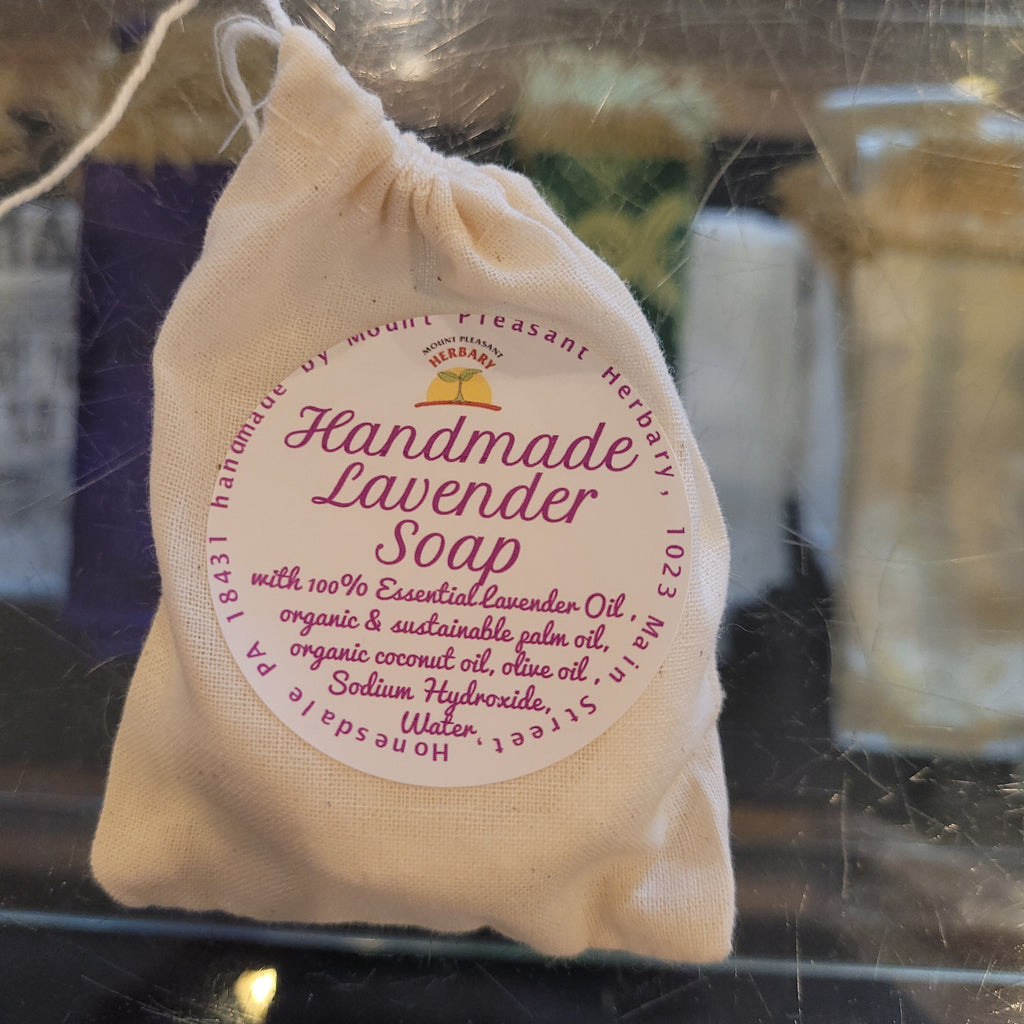 handmade by Mount Pleasant Herbary, 1023 Main Street, Honesdale PA 18431
MOUNT PLEASANT
HERBARY
Handmade
Lavender
Soap
with 100% Essential Lavender Oil ,
organic & sustainable palm oil,
organic coconut oil, olive oil ,
Sodium Hydroxide,
Water,